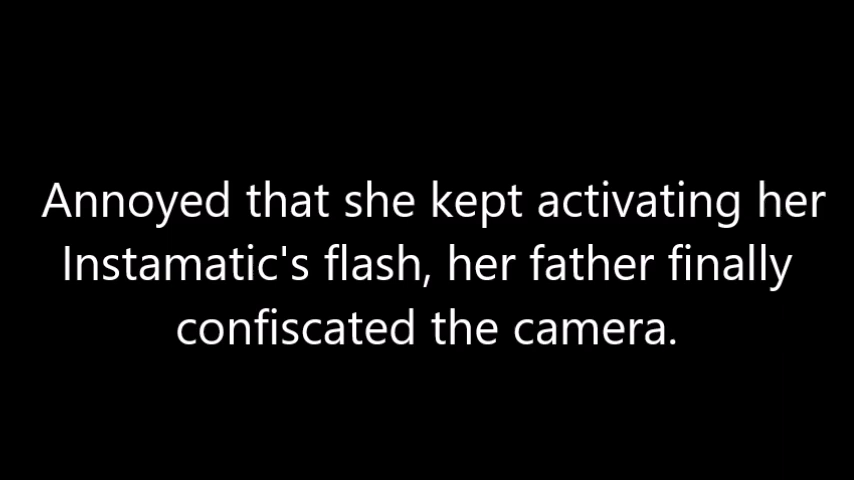 Annoyed that she kept activating her
Instamatic's flash, her father finally
confiscated the camera.